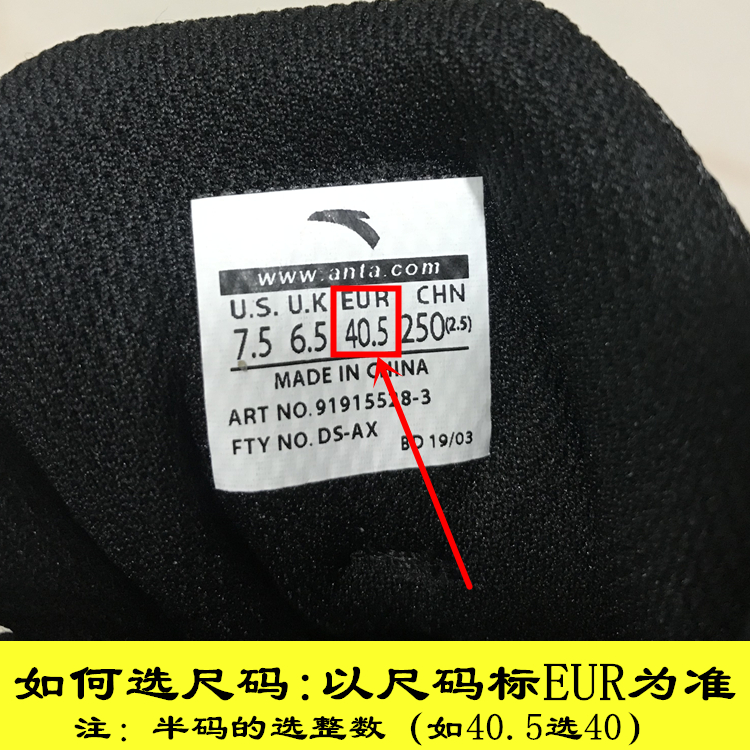 www.anta.com
U.S. U.K EUR CHN
7.5 6.5 40.5 250(2.5)
MADE IN CHINA
ART NO.91915528-3
FTY NO. DS-AX BD 19/03
如何选尺码:以尺码标EUR为准
注: 半码的选整数 (如40.5选40)